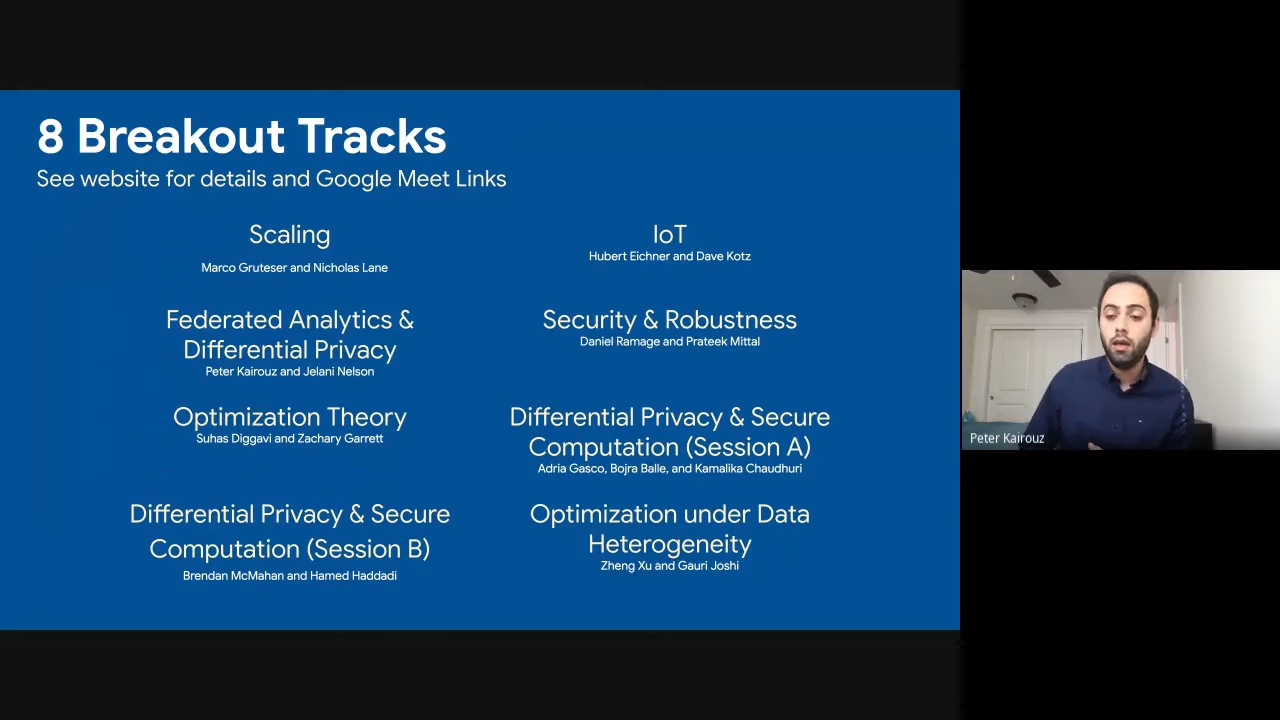 8 Breakout Tracks
See website for details and Google Meet Links
Scaling
Marco Gruteser and Nicholas Lane
IoT
Hubert Eichner and Dave Kotz
Federated Analytics &
Differential Privacy
Peter Kairouz and Jelani Nelson
Security & Robustness
Daniel Ramage and Prateek Mittal
Optimization Theory
Suhas Diggavi and Zachary Garrett
Differential Privacy & Secure
Computation (Session A)
Adria Gasco, Bojra Balle, and Kamalika Chaudhuri
Differential Privacy & Secure
Computation (Session B)
Brendan McMahan and Hamed Haddadi
Optimization under Data
Heterogeneity
Zheng Xu and Gauri Joshi
Peter Kairouz